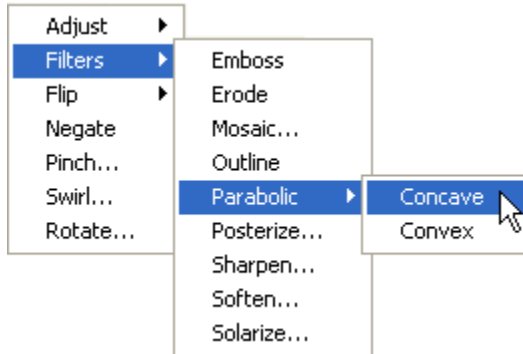 Adjust
Filters
Flip
Negate
Pinch...
Swirl...
Rotate...
Emboss
Erode
Mosaic...
Outline
Parabolic
Posterize...
Sharpen...
Soften...
Solarize...
Concave
Convex